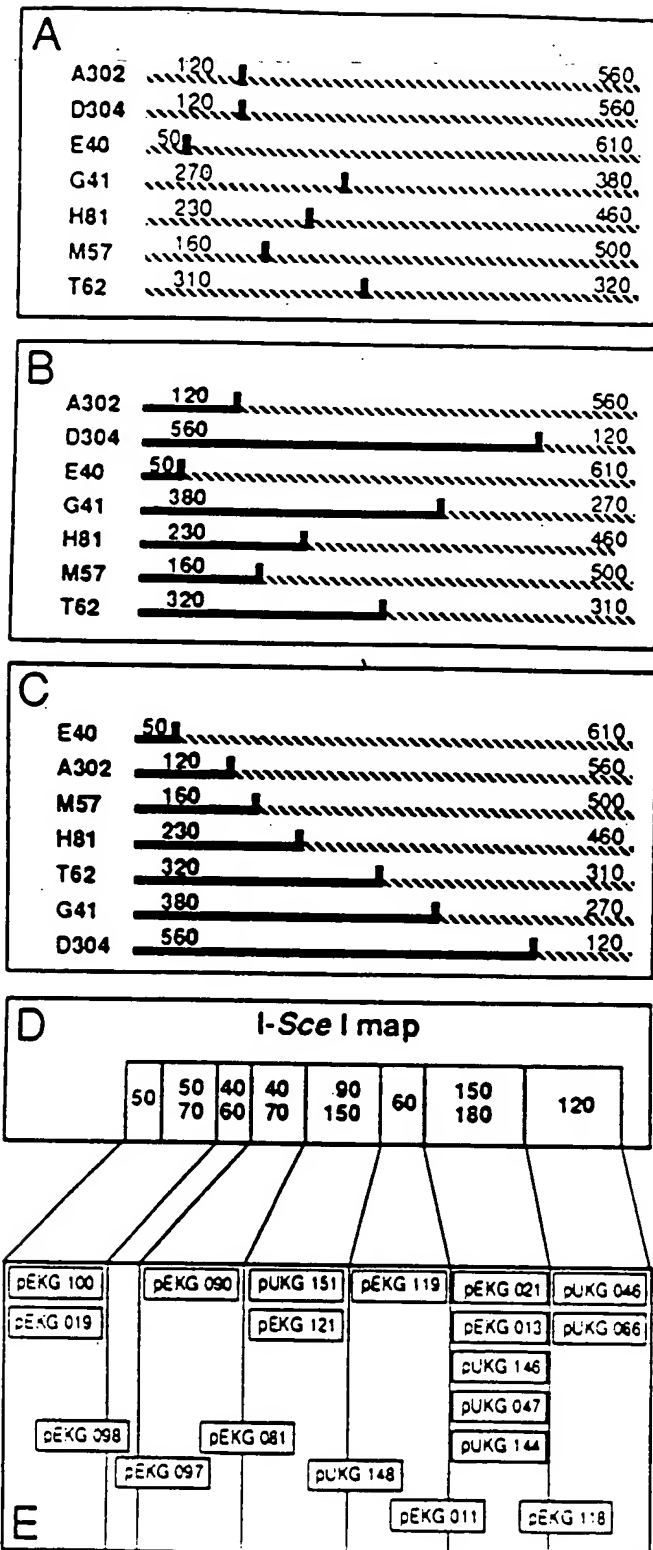 A
A302 120 560
D304 120 560
E40 50 610
G41 270 380
H81 230 460
M57 160 500
T62 310 320
B
A302 120 560
D304 560 120
E40 50 610
G41 380 270
H81 230 460
M57 160 500
T62 320 310
C
E40 50 610
A302 120 560
M57 160 500
H81 230 460
T62 320 310
G41 380 270
D304 560 120
D
I-Sce I map
50 50 40 40 90 60 150 120
70 60 70 150 180
pEKG 100 pEKG 090 pUKG 151 pEKG 119 pEKG 021 pUKG 046
pEKG 019 pEKG 121 pEKG 013 pUKG 066
pUKG 146
pUKG 047
pEKG 098 pEKG 081 pUKG 144
pEKG 097 pUKG 148
pEKG 011 pEKG 118
E